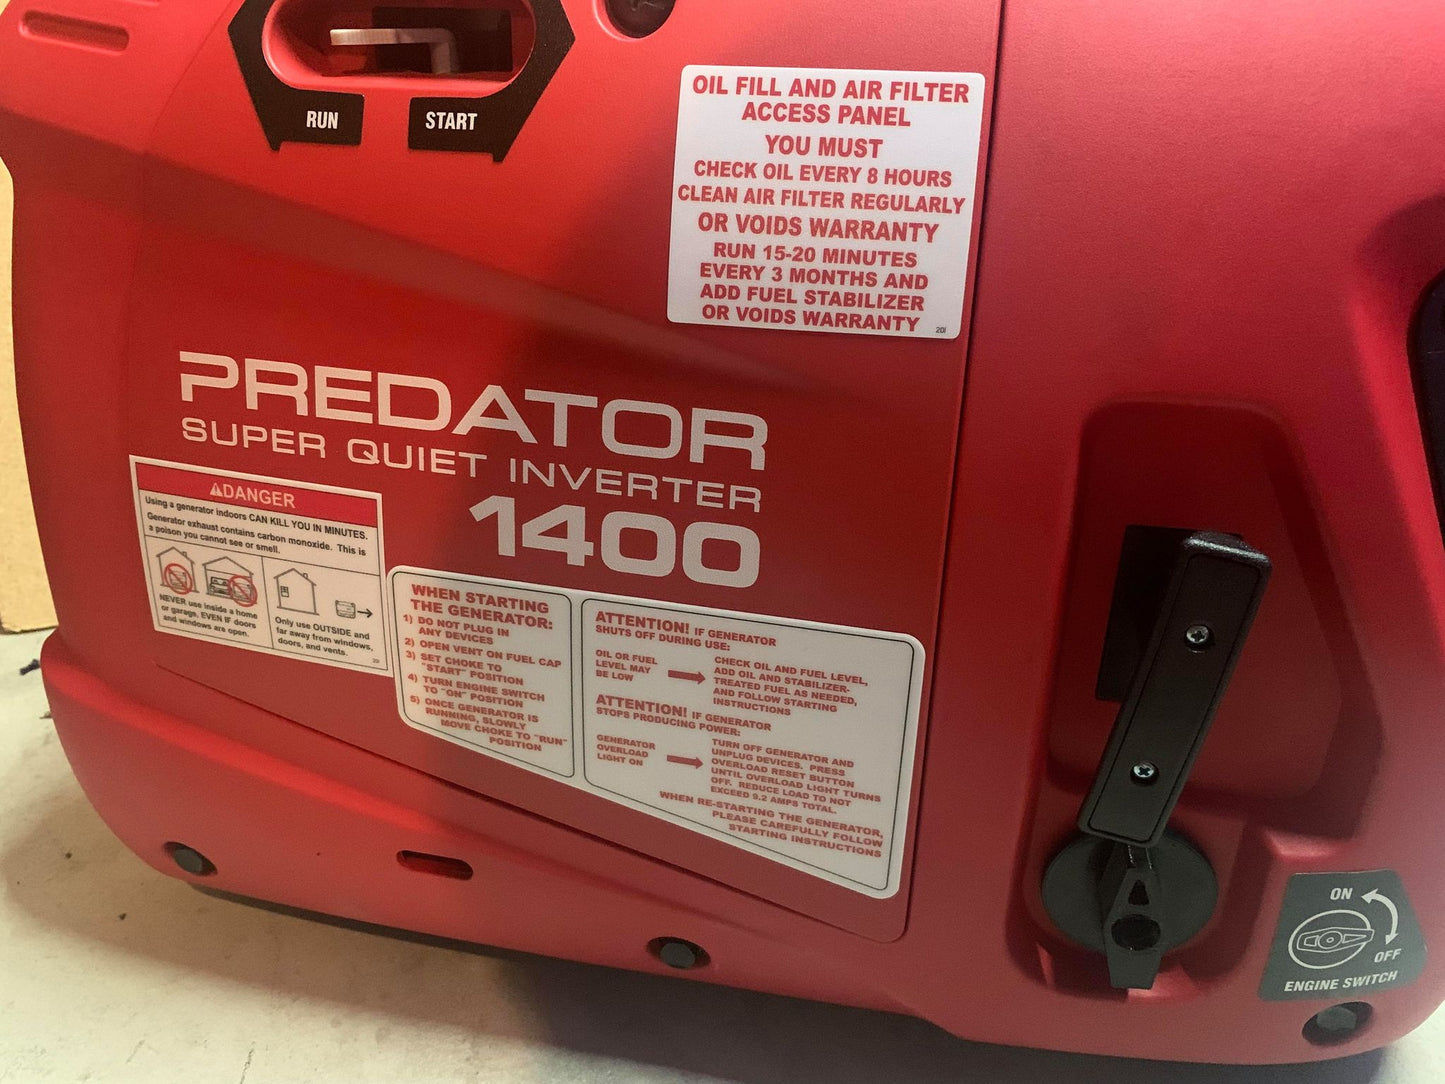 RUN
START
OIL FILL AND AIR FILTER
ACCESS PANEL
YOU MUST
CHECK OIL EVERY 8 HOURS
CLEAN AIR FILTER REGULARLY
OR VOIDS WARRANTY
RUN 15-20 MINUTES
EVERY 3 MONTHS AND
ADD FUEL STABILIZER
OR VOIDS WARRANTY
20I
PREDATOR
SUPER QUIET INVERTER
1400
DANGER
Using a generator indoors CAN KILL YOU IN MINUTES.
Generator exhaust contains carbon monoxide. This is
a poison you cannot see or smell.
NEVER use inside a home
or garage, EVEN IF doors
and windows are open.
Only use OUTSIDE and
far away from windows,
doors, and vents.
20I
WHEN STARTING
THE GENERATOR:
1) DO NOT PLUG IN
ANY DEVICES
2) OPEN VENT ON FUEL CAP
3) SET CHOKE TO
"START" POSITION
4) TURN ENGINE SWITCH
TO "ON" POSITION
5) ONCE GENERATOR IS
RUNNING, SLOWLY
MOVE CHOKE TO "RUN"
POSITION
ATTENTION! IF GENERATOR
SHUTS OFF DURING USE:
OIL OR FUEL
LEVEL MAY
BE LOW
CHECK OIL AND FUEL LEVEL,
ADD OIL AND STABILIZER-
TREATED FUEL AS NEEDED,
AND FOLLOW STARTING
INSTRUCTIONS
ATTENTION! IF GENERATOR
STOPS PRODUCING POWER:
GENERATOR
OVERLOAD
LIGHT ON
TURN OFF GENERATOR AND
UNPLUG DEVICES. PRESS
OVERLOAD RESET BUTTON
UNTIL OVERLOAD LIGHT TURNS
OFF. REDUCE LOAD TO NOT
EXCEED 9.2 AMPS TOTAL.
WHEN RE-STARTING THE GENERATOR,
PLEASE CAREFULLY FOLLOW
STARTING INSTRUCTIONS
ON
OFF
ENGINE SWITCH